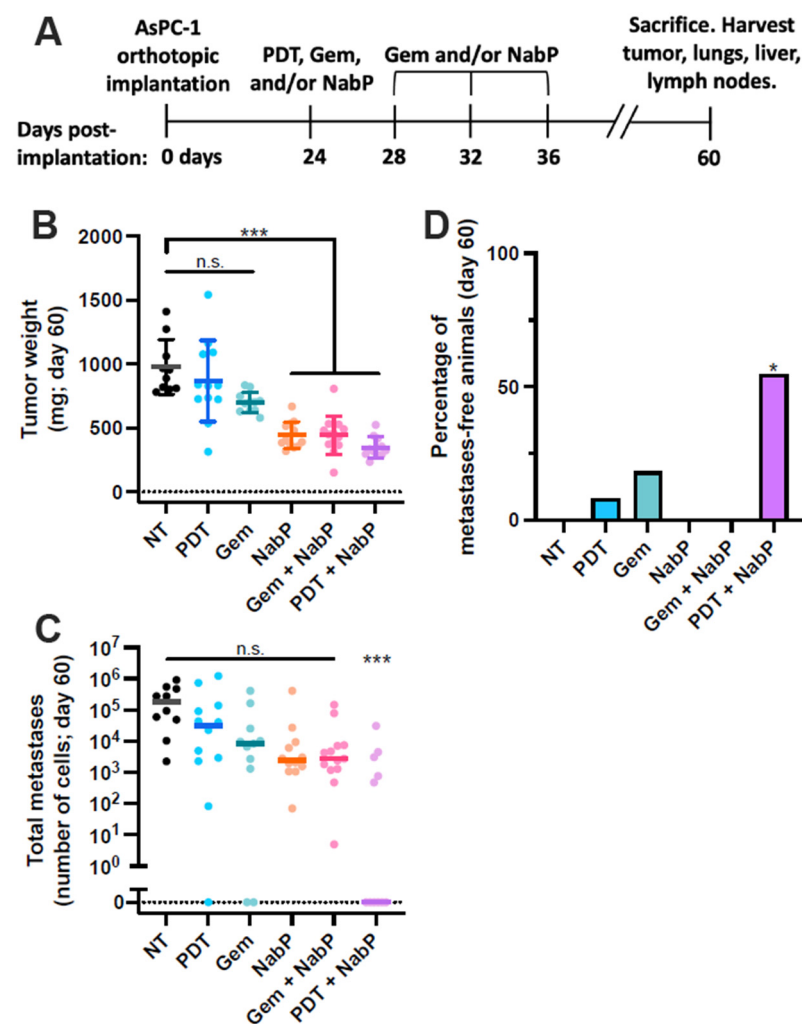 A
AsPC-1
orthotopic
implantation
PDT, Gem,
and/or NabP
Gem and/or NabP
Sacrifice. Harvest
tumor, lungs, liver,
lymph nodes.
Days post-
implantation:
0 days
24
28
32
36
60
B
Tumor weight
(mg; day 60)
2000
1500
1000
500
0
***
n.s.
NT
PDT
Gem
NabP
Gem + NabP
PDT + NabP
D
Percentage of
metastases-free animals (day 60)
100
50
0
*
NT
PDT
Gem
NabP
Gem + NabP
PDT + NabP
C
Total metastases
(number of cells; day 60)
10⁷
10⁶
10⁵
10⁴
10³
10²
10¹
10⁰
0
n.s.
***
NT
PDT
Gem
NabP
Gem + NabP
PDT + NabP